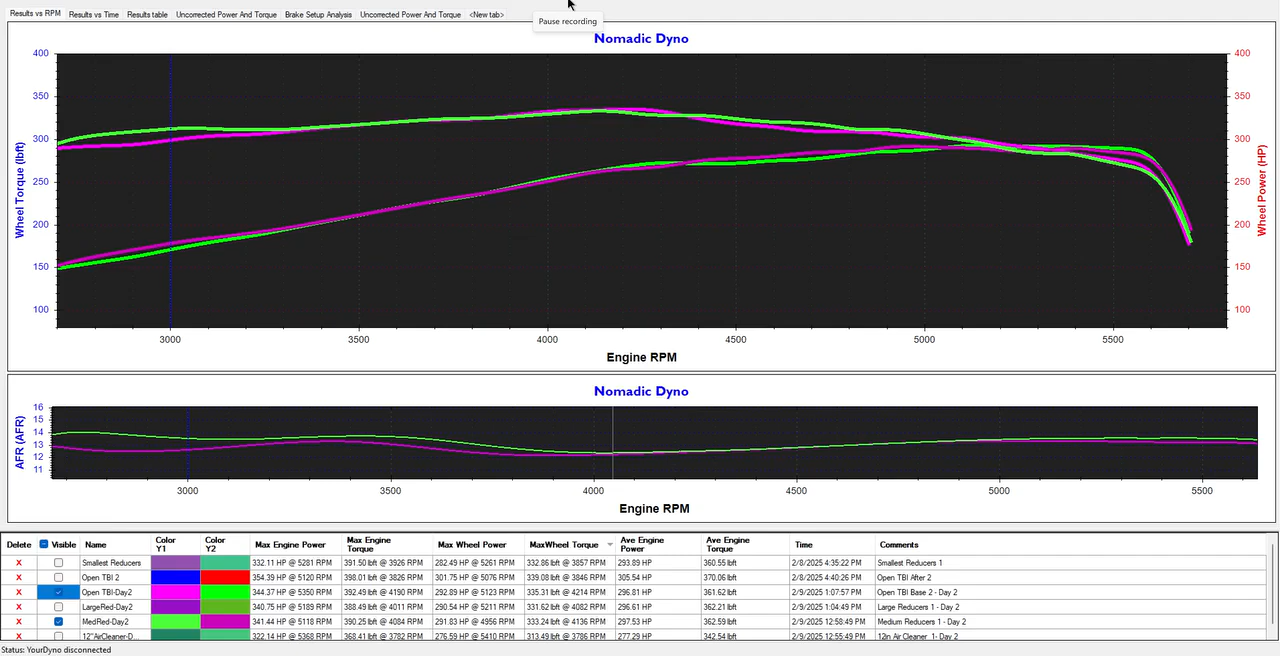 Results vs RPM Results vs Time Results table Uncorrected Power And Torque Brake Setup Analysis Uncorrected Power And Torque <New tab>
Pause recording
Nomadic Dyno
400 400
350 350
300 300
250 250
200 200
150 150
100 100
Wheel Torque (lbft)
Wheel Power (HP)
3000 3500 4000 4500 5000 5500
Engine RPM
Nomadic Dyno
16
15
14
13
12
11
AFR (AFR)
3000 3500 4000 4500 5000 5500
Engine RPM
Delete Visible Name Color Y1 Color Y2 Max Engine Power Max Engine Torque Max Wheel Power MaxWheel Torque Ave Engine Power Ave Engine Torque Time Comments
X Smallest Reducers 332.11 HP @ 5281 RPM 391.50 lbft @ 3926 RPM 282.49 HP @ 5261 RPM 332.86 lbft @ 3857 RPM 293.89 HP 360.55 lbft 2/8/2025 4:35:22 PM Smallest Reducers 1
X Open TBI 2 354.39 HP @ 5120 RPM 398.01 lbft @ 3826 RPM 301.75 HP @ 5076 RPM 339.08 lbft @ 3846 RPM 305.54 HP 370.06 lbft 2/8/2025 4:40:26 PM Open TBI After 2
X Open TBI-Day2 344.37 HP @ 5350 RPM 392.49 lbft @ 4190 RPM 292.89 HP @ 5123 RPM 335.31 lbft @ 4214 RPM 296.81 HP 361.62 lbft 2/9/2025 1:07:57 PM Open TBI Base 2 - Day 2
X LargeRed-Day2 340.75 HP @ 5189 RPM 388.49 lbft @ 4011 RPM 290.54 HP @ 5211 RPM 331.62 lbft @ 4082 RPM 296.61 HP 362.21 lbft 2/9/2025 1:04:49 PM Large Reducers 1 - Day 2
X MedRed-Day2 341.44 HP @ 5118 RPM 390.25 lbft @ 4084 RPM 291.83 HP @ 4956 RPM 333.24 lbft @ 4136 RPM 297.53 HP 362.59 lbft 2/9/2025 12:58:49 PM Medium Reducers 1 - Day 2
X 12"AirCleaner-D... 322.14 HP @ 5368 RPM 368.41 lbft @ 3782 RPM 276.59 HP @ 5410 RPM 313.49 lbft @ 3786 RPM 277.29 HP 342.54 lbft 2/9/2025 12:55:49 PM 12in Air Cleaner 1- Day 2
Status: YourDyno disconnected